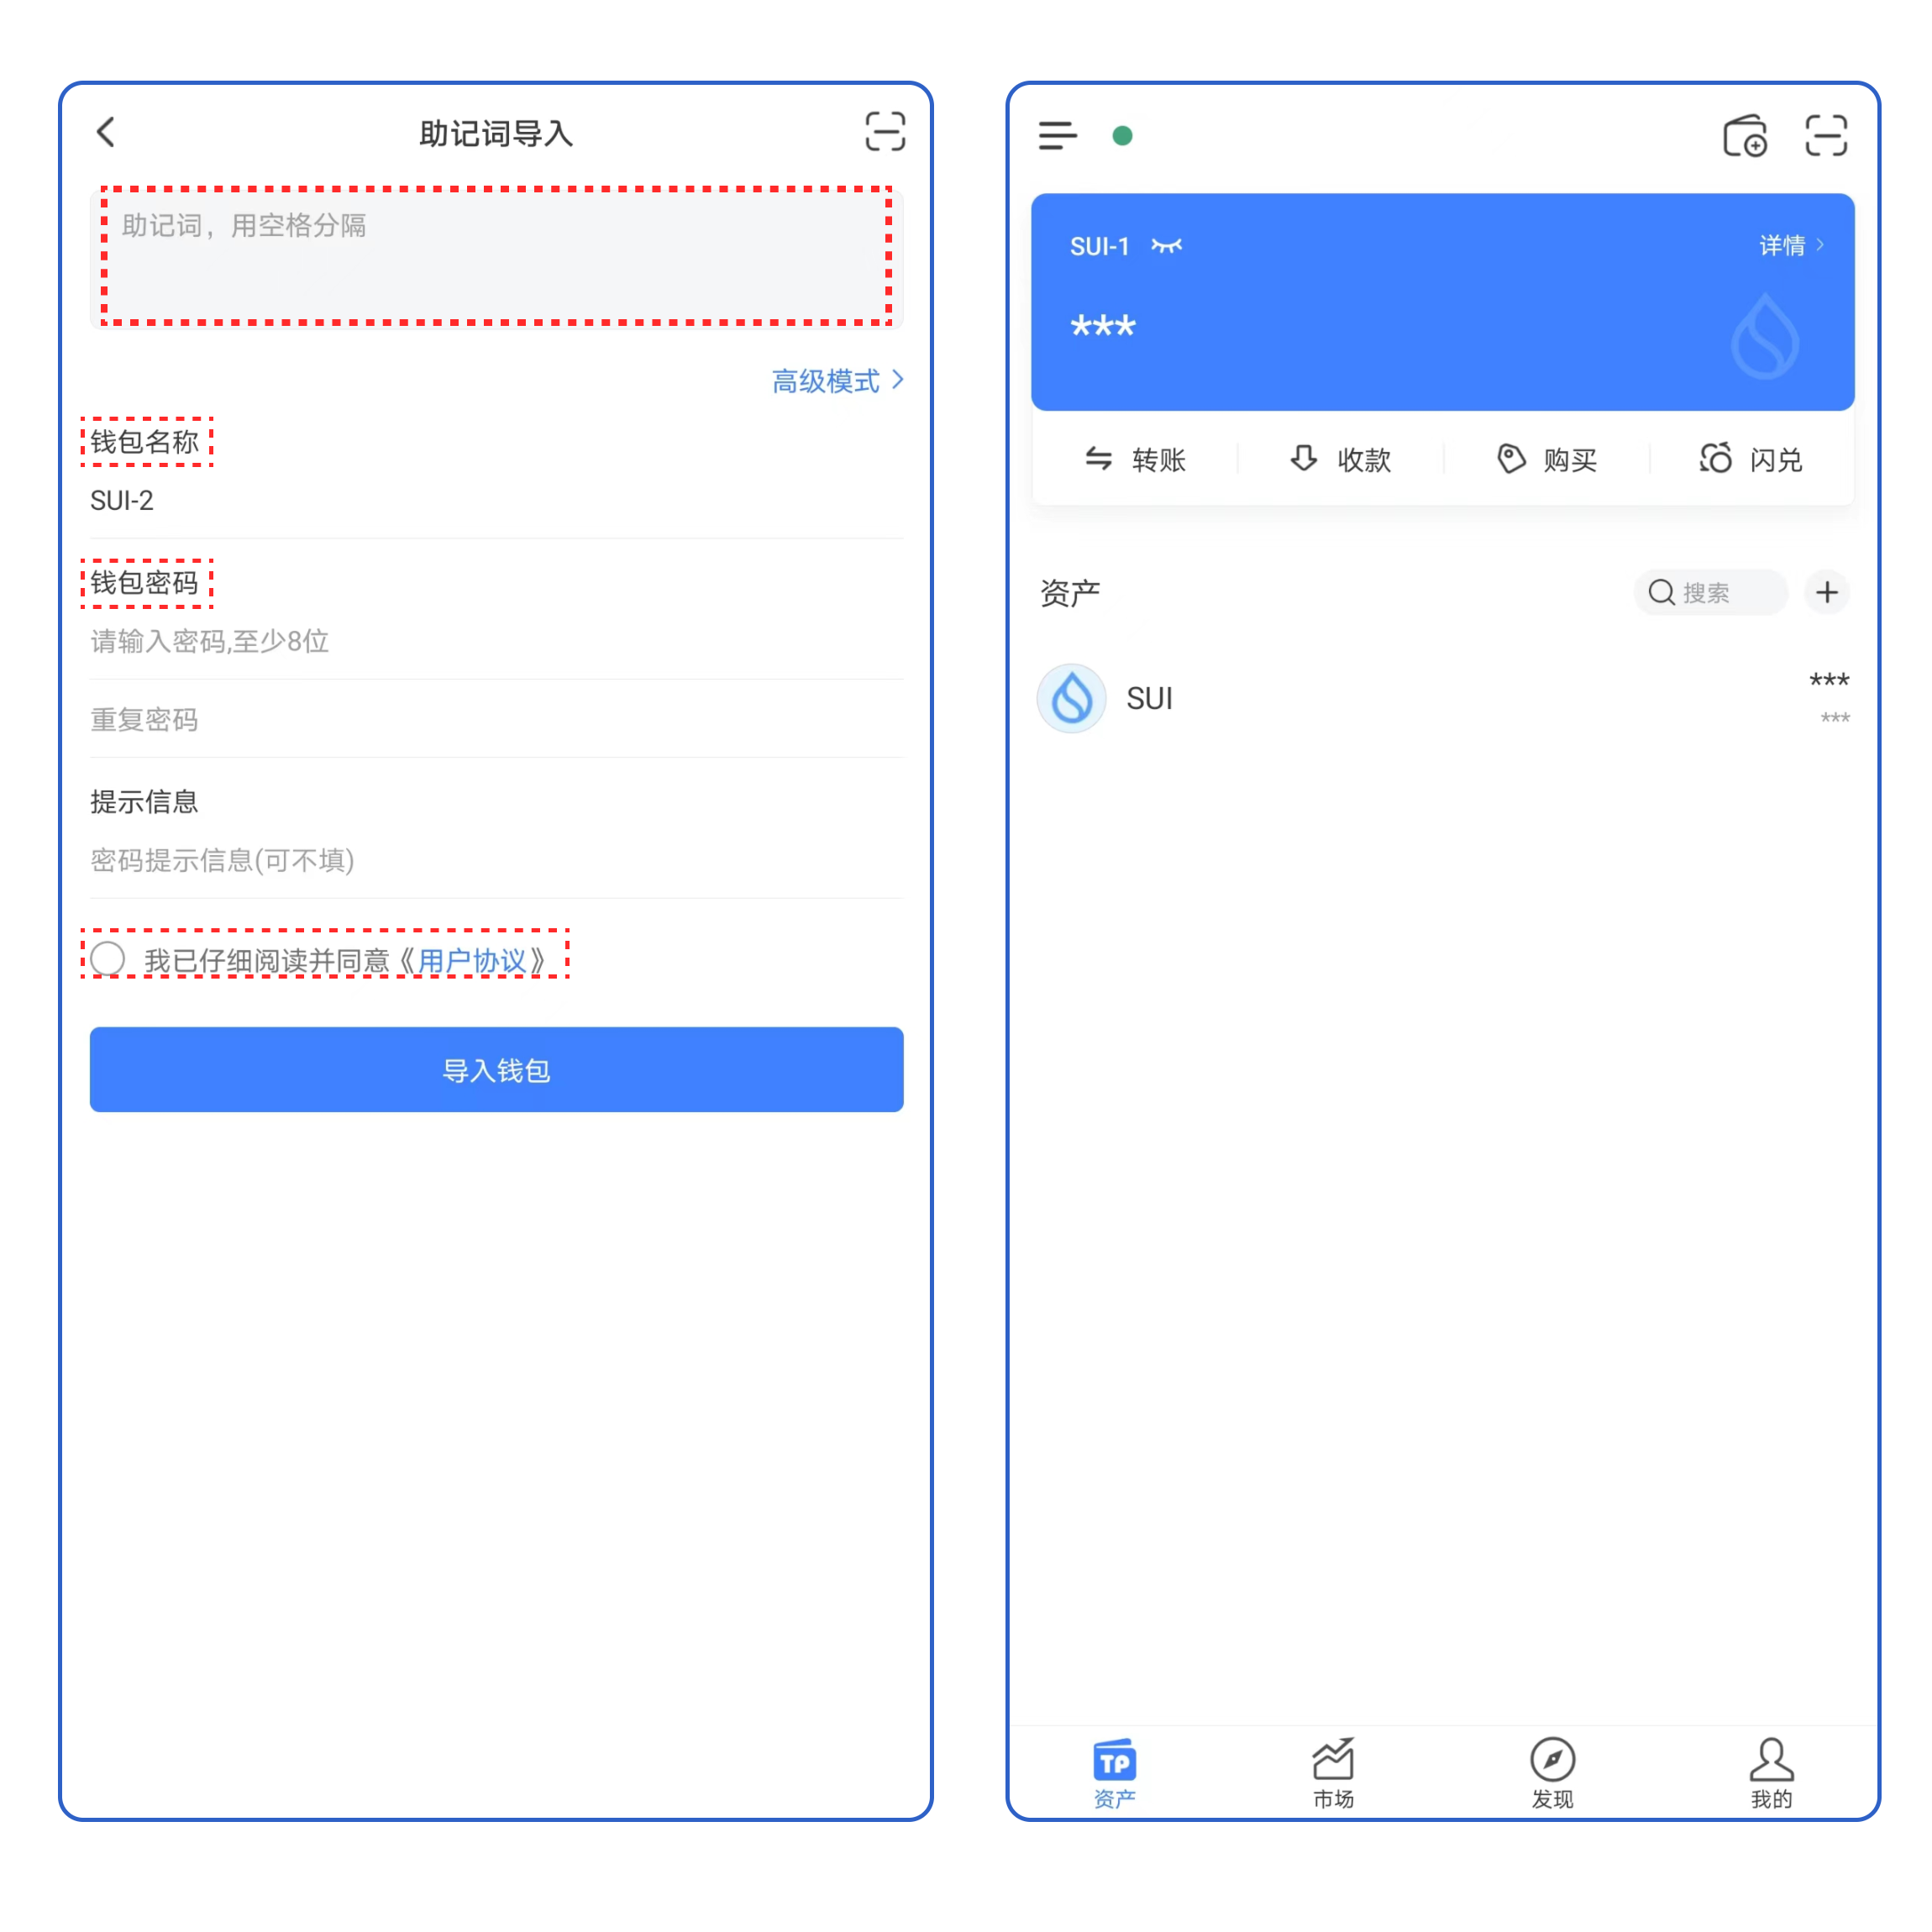 助记词导入
助记词，用空格分隔
高级模式
钱包名称
SUI-2
钱包密码
请输入密码,至少8位
重复密码
提示信息
密码提示信息(可不填)
我已仔细阅读并同意《用户协议》
导入钱包
SUI-1
详情
***
转账
收款
购买
闪兑
资产
搜索
SUI
***
***
TP
资产
市场
发现
我的